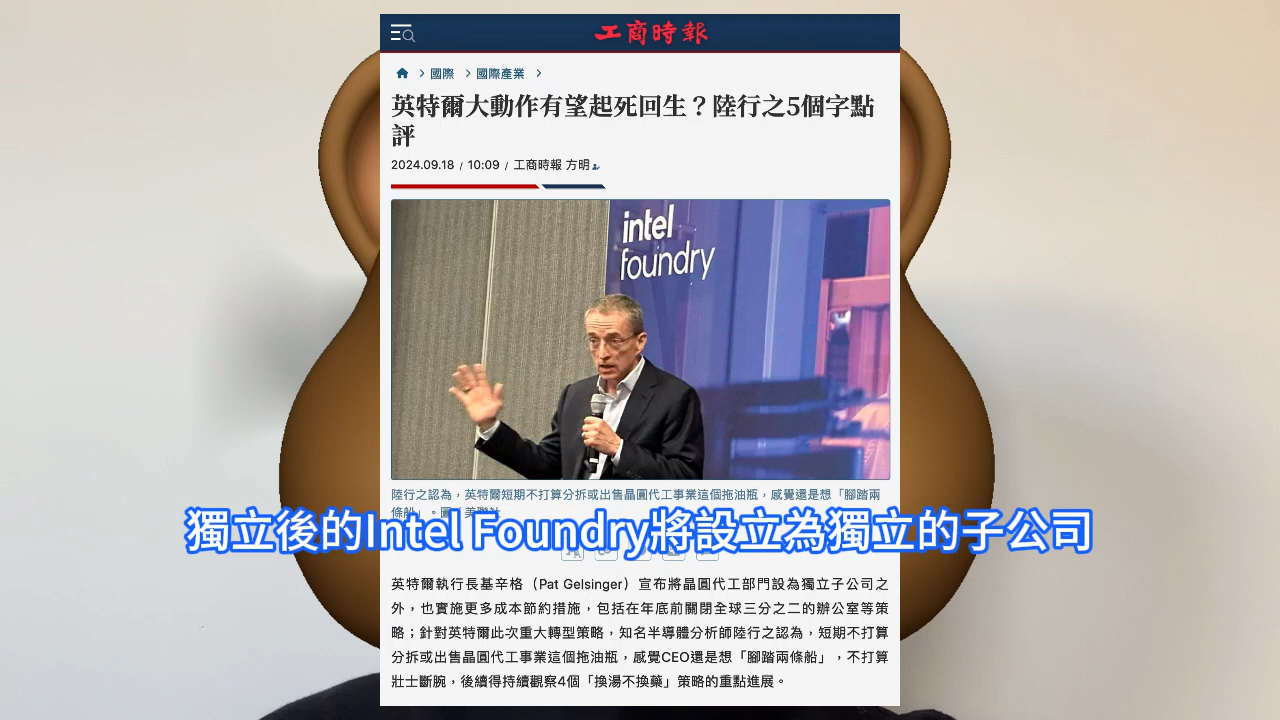 工商時報
國際 國際產業
英特爾大動作有望起死回生？陸行之5個字點
評
2024.09.18 / 10:09 / 工商時報 方明
intel
foundry
陸行之認為，英特爾短期不打算分拆或出售晶圓代工事業這個拖油瓶，感覺還是想「腳踏兩
條船」。圖／美聯社
獨立後的Intel Foundry將設立為獨立的子公司
英特爾執行長基辛格（Pat Gelsinger）宣布將晶圓代工部門設為獨立子公司之
外，也實施更多成本節約措施，包括在年底前關閉全球三分之二的辦公室等策
略；針對英特爾此次重大轉型策略，知名半導體分析師陸行之認為，短期不打算
分拆或出售晶圓代工事業這個拖油瓶，感覺CEO還是想「腳踏兩條船」，不打算
壯士斷腕，後續得持續觀察4個「換湯不換藥」策略的重點進展。